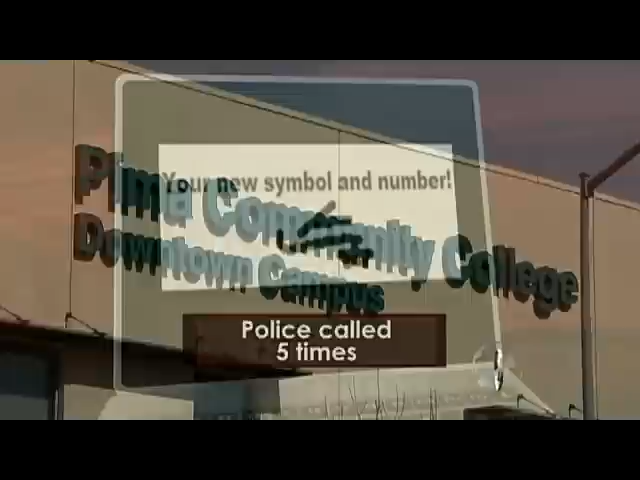 Your new symbol and number!
Pima Community College
Downtown Campus
Police called
5 times